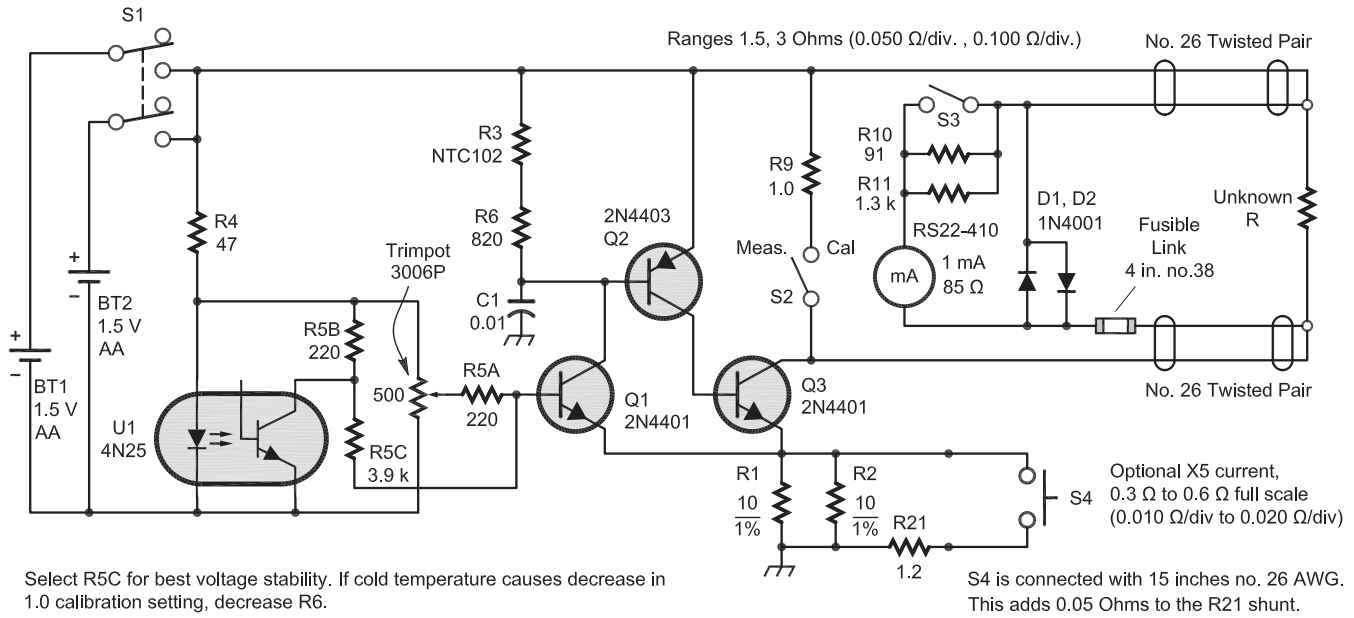 S1
Ranges 1.5, 3 Ohms (0.050 Ω/div. , 0.100 Ω/div.)
No. 26 Twisted Pair
S3
R3
NTC102
R10
91
R9
1.0
R11
1.3 k
R4
47
R6
820
2N4403
Q2
D1, D2
1N4001
Unknown
R
Trimpot
3006P
Meas.
Cal
RS22-410
mA
1 mA
85 Ω
Fusible
Link
4 in. no.38
+
−
BT2
1.5 V
AA
S2
C1
0.01
R5B
220
+
−
BT1
1.5 V
AA
500
R5A
220
Q1
2N4401
Q3
2N4401
No. 26 Twisted Pair
U1
4N25
R5C
3.9 k
R1
10
1%
R2
10
1%
R21
1.2
S4
Optional X5 current,
0.3 Ω to 0.6 Ω full scale
(0.010 Ω/div to 0.020 Ω/div)
Select R5C for best voltage stability. If cold temperature causes decrease in
1.0 calibration setting, decrease R6.
S4 is connected with 15 inches no. 26 AWG.
This adds 0.05 Ohms to the R21 shunt.